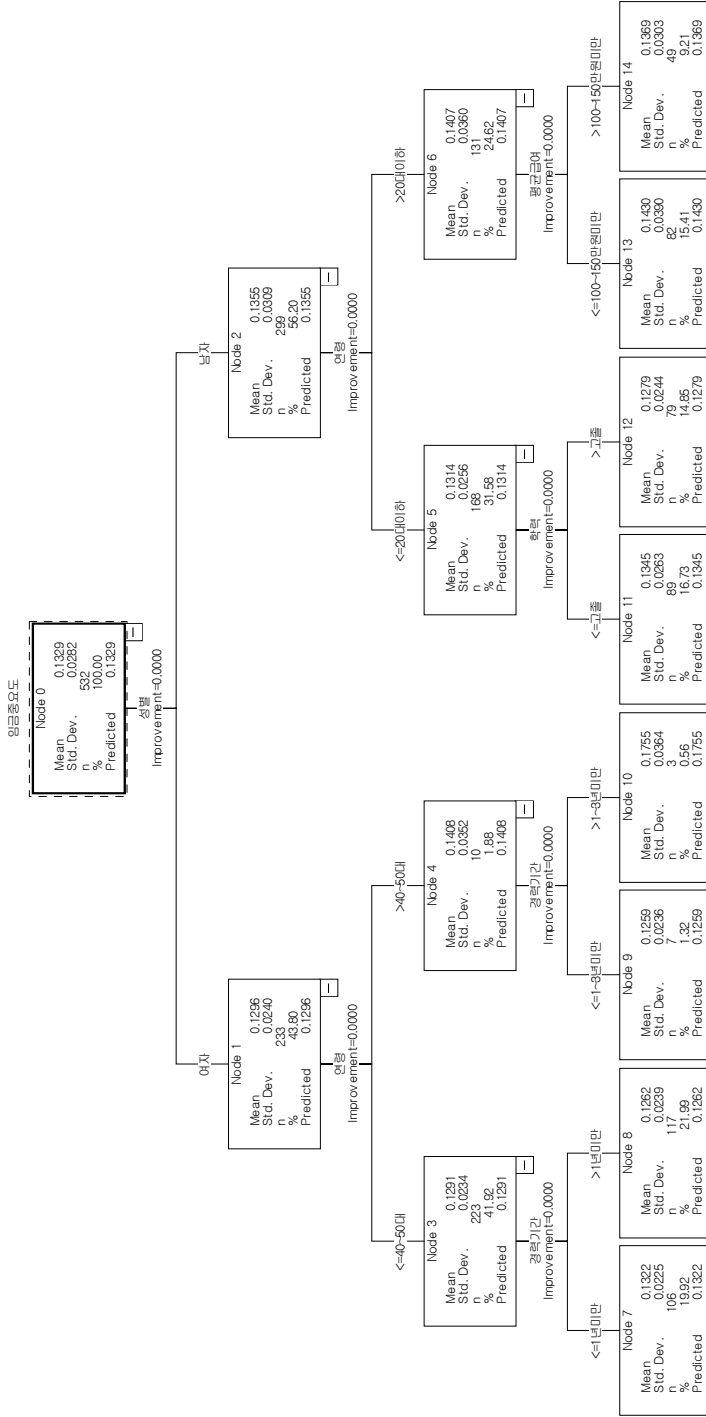 임금중요도
Node 0
Mean 0.1329
Std. Dev. 0.0282
n 532
% 100.00
Predicted 0.1329
성별
Improvement=0.0000
여자
남자
Node 1
Mean 0.1296
Std. Dev. 0.0240
n 233
% 43.80
Predicted 0.1296
Node 2
Mean 0.1355
Std. Dev. 0.0309
n 299
% 56.20
Predicted 0.1355
연령
Improvement=0.0000
연령
Improvement=0.0000
<=40~50대
>40~50대
<=20대이하
>20대이하
Node 3
Mean 0.1291
Std. Dev. 0.0234
n 223
% 41.92
Predicted 0.1291
Node 4
Mean 0.1408
Std. Dev. 0.0352
n 10
% 1.88
Predicted 0.1408
Node 5
Mean 0.1314
Std. Dev. 0.0256
n 168
% 31.58
Predicted 0.1314
Node 6
Mean 0.1407
Std. Dev. 0.0360
n 131
% 24.62
Predicted 0.1407
경력기간
Improvement=0.0000
경력기간
Improvement=0.0000
학력
Improvement=0.0000
평균급여
Improvement=0.0000
<=1년미만
>1년미만
<=1~3년미만
>1~3년미만
<=고졸
>고졸
<=100~150만원미만
>100~150만원미만
Node 7
Mean 0.1322
Std. Dev. 0.0225
n 106
% 19.92
Predicted 0.1322
Node 8
Mean 0.1262
Std. Dev. 0.0239
n 117
% 21.99
Predicted 0.1262
Node 9
Mean 0.1259
Std. Dev. 0.0236
n 7
% 1.32
Predicted 0.1259
Node 10
Mean 0.1755
Std. Dev. 0.0364
n 3
% 0.56
Predicted 0.1755
Node 11
Mean 0.1345
Std. Dev. 0.0263
n 89
% 16.73
Predicted 0.1345
Node 12
Mean 0.1279
Std. Dev. 0.0244
n 79
% 14.85
Predicted 0.1279
Node 13
Mean 0.1430
Std. Dev. 0.0390
n 82
% 15.41
Predicted 0.1430
Node 14
Mean 0.1369
Std. Dev. 0.0303
n 49
% 9.21
Predicted 0.1369